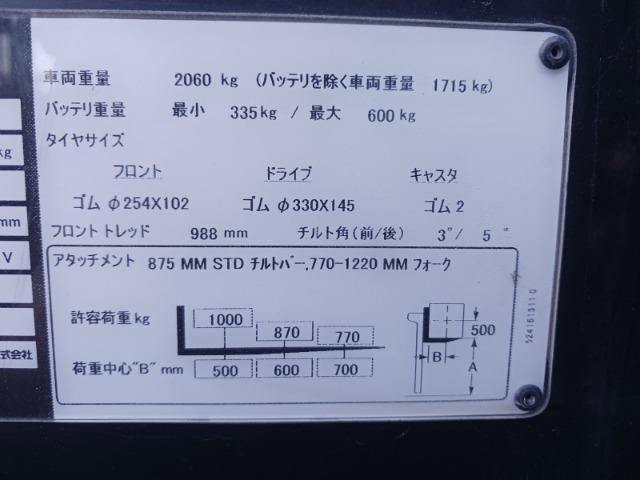 車両重量 2060 kg (バッテリを除く車両重量 1715 kg)
バッテリ重量 最小 335kg / 最大 600 kg
タイヤサイズ
フロント ドライブ キャスタ
kg
ゴム φ254X102 ゴム φ330X145 ゴム 2
mm
フロント トレッド 988 mm チルト角(前/後) 3°/ 5°
V
アタッチメント 875 MM STD チルトバー,770-1220 MM フォーク
許容荷重 kg 1000 870 770
500
B A
式会社
荷重中心"B" mm 500 600 700
524161311 0